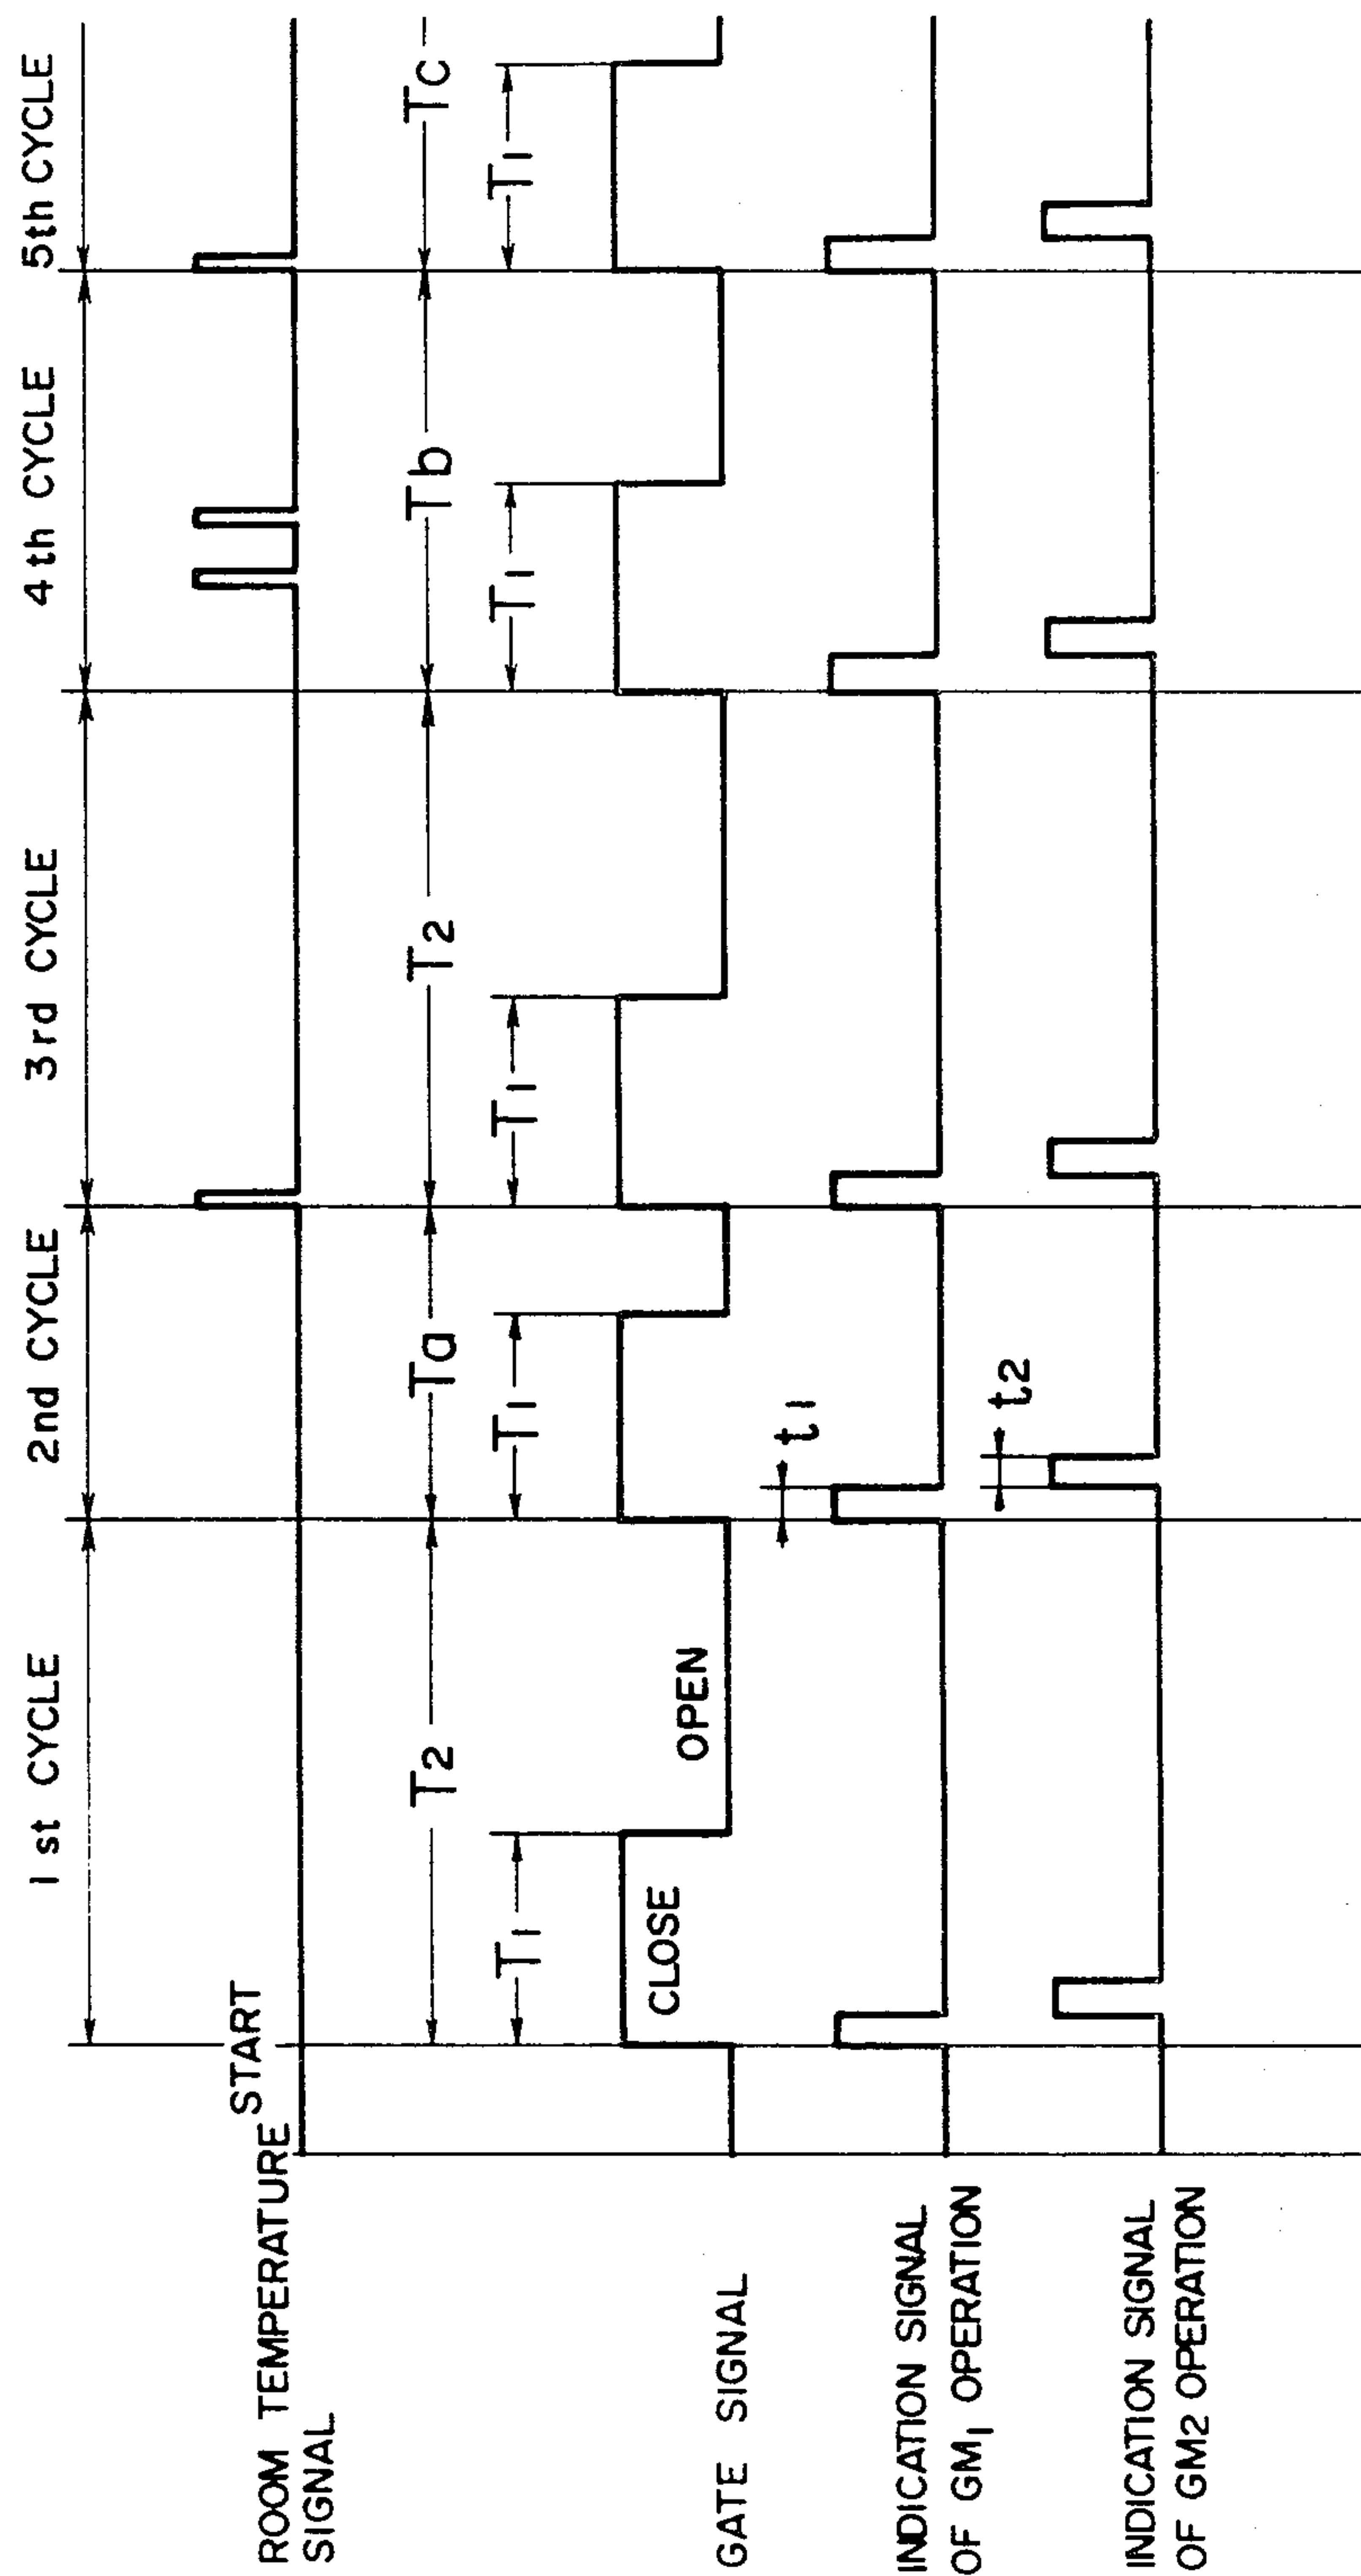 1st CYCLE
2nd CYCLE
3rd CYCLE
4th CYCLE
5th CYCLE
START
ROOM TEMPERATURE
SIGNAL
T2
Ta
T2
Tb
Tc
T1
T1
T1
T1
T1
CLOSE
OPEN
GATE SIGNAL
t1
INDICATION SIGNAL
OF GM1 OPERATION
t2
INDICATION SIGNAL
OF GM2 OPERATION